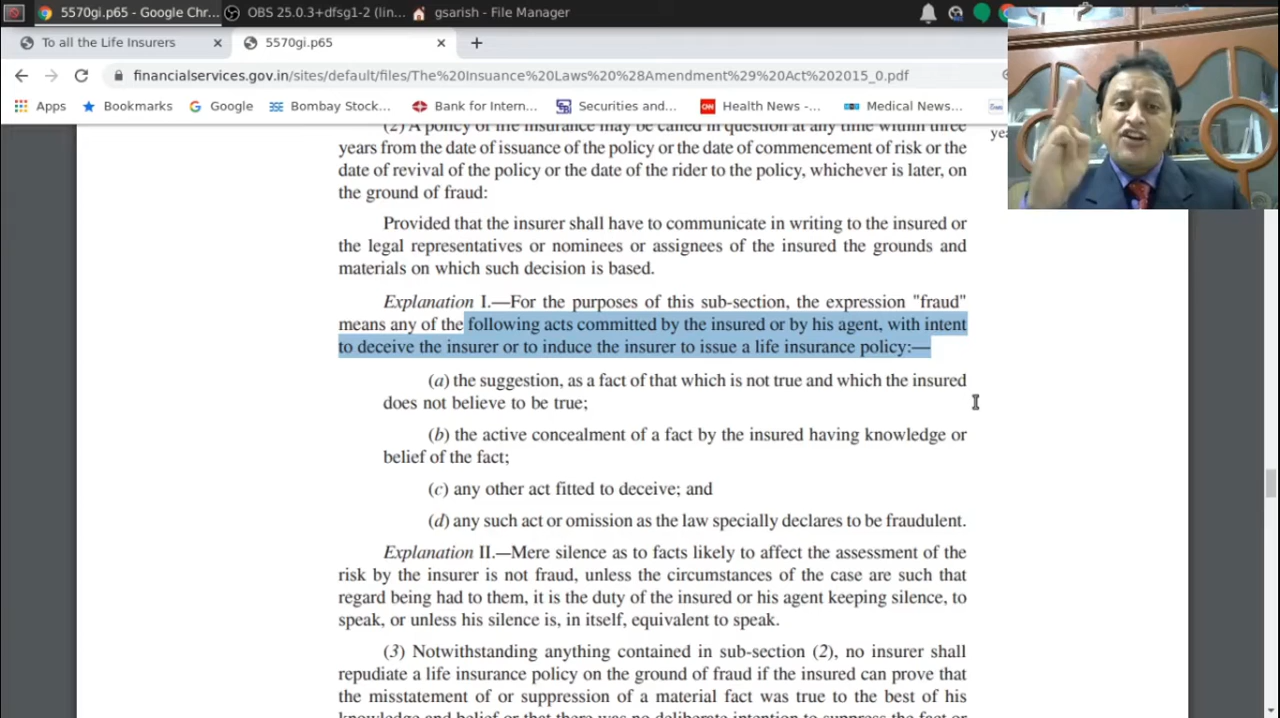 5570gi.p65 - Google Chr... OBS 25.0.3+dfsg1-2 (lin... gsarish - File Manager
To all the Life Insurers × 5570gi.p65 × +
financialservices.gov.in/sites/default/files/The%20Insuance%20Laws%20%28Amendment%29%20Act%202015_0.pdf
Apps Bookmarks Google Bombay Stock... Bank for Intern... Securities and... Health News -... Medical News...
(2) A policy of life insurance may be called in question at any time within three
years from the date of issuance of the policy or the date of commencement of risk or the
date of revival of the policy or the date of the rider to the policy, whichever is later, on
the ground of fraud:
Provided that the insurer shall have to communicate in writing to the insured or
the legal representatives or nominees or assignees of the insured the grounds and
materials on which such decision is based.
Explanation I.—For the purposes of this sub-section, the expression "fraud"
means any of the following acts committed by the insured or by his agent, with intent
to deceive the insurer or to induce the insurer to issue a life insurance policy:—
(a) the suggestion, as a fact of that which is not true and which the insured
does not believe to be true;
(b) the active concealment of a fact by the insured having knowledge or
belief of the fact;
(c) any other act fitted to deceive; and
(d) any such act or omission as the law specially declares to be fraudulent.
Explanation II.—Mere silence as to facts likely to affect the assessment of the
risk by the insurer is not fraud, unless the circumstances of the case are such that
regard being had to them, it is the duty of the insured or his agent keeping silence, to
speak, or unless his silence is, in itself, equivalent to speak.
(3) Notwithstanding anything contained in sub-section (2), no insurer shall
repudiate a life insurance policy on the ground of fraud if the insured can prove that
the misstatement of or suppression of a material fact was true to the best of his
knowledge and belief or that there was no deliberate intention to suppress the fact or